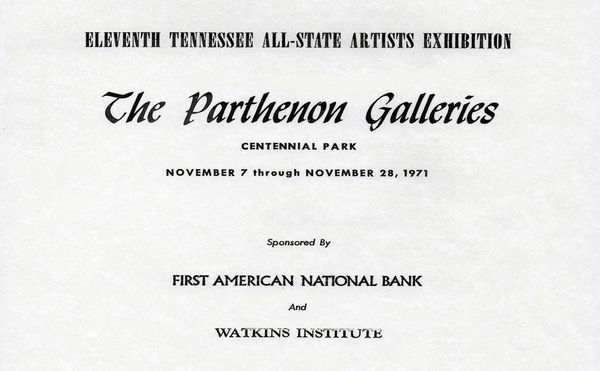 ELEVENTH TENNESSEE ALL-STATE ARTISTS EXHIBITION
The Parthenon Galleries
CENTENNIAL PARK
NOVEMBER 7 through NOVEMBER 28, 1971
Sponsored By
FIRST AMERICAN NATIONAL BANK
And
WATKINS INSTITUTE